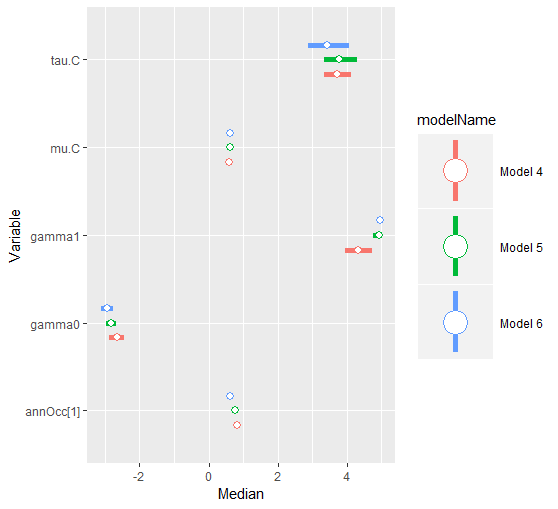 tau.C
mu.C
gamma1
gamma0
annOcc[1]
Variable
-2
0
2
4
Median
modelName
Model 4
Model 5
Model 6